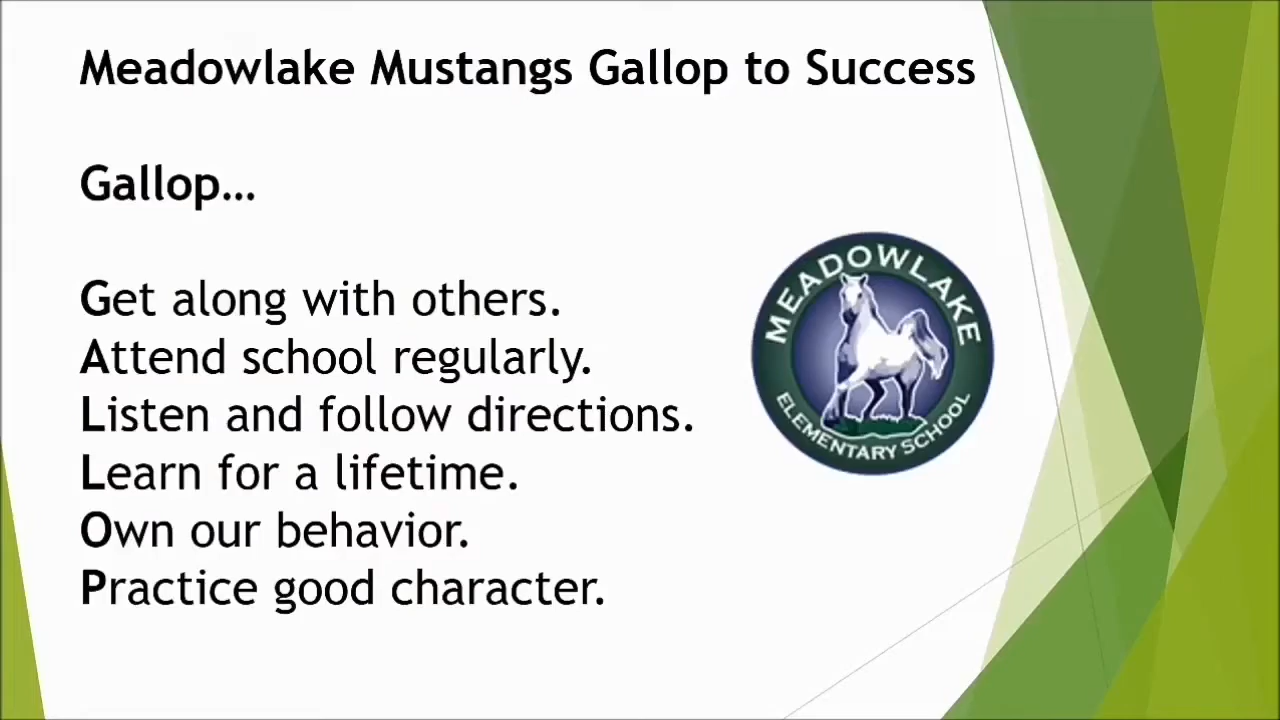 Meadowlake Mustangs Gallop to Success
Gallop…
Get along with others.
Attend school regularly.
Listen and follow directions.
Learn for a lifetime.
Own our behavior.
Practice good character.
MEADOWLAKE
ELEMENTARY SCHOOL